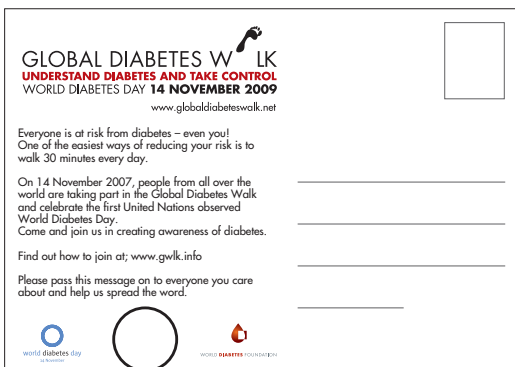 GLOBAL DIABETES W LK
UNDERSTAND DIABETES AND TAKE CONTROL
WORLD DIABETES DAY 14 NOVEMBER 2009
www.globaldiabeteswalk.net
Everyone is at risk from diabetes – even you!
One of the easiest ways of reducing your risk is to
walk 30 minutes every day.
On 14 November 2007, people from all over the
world are taking part in the Global Diabetes Walk
and celebrate the first United Nations observed
World Diabetes Day.
Come and join us in creating awareness of diabetes.
Find out how to join at; www.gwlk.info
Please pass this message on to everyone you care
about and help us spread the word.
world diabetes day
14 November
WORLD DIABETES FOUNDATION